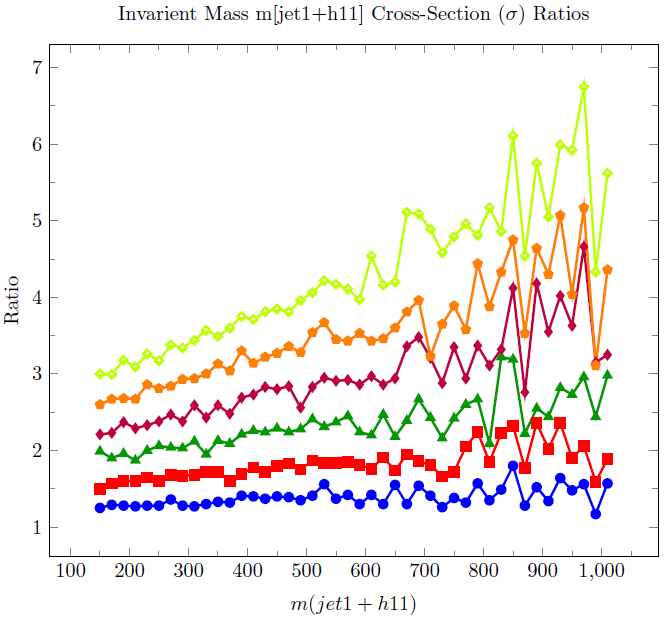 Invarient Mass m[jet1+h11] Cross-Section (σ) Ratios
7
6
5
4
3
2
1
Ratio
100 200 300 400 500 600 700 800 900 1,000
m(jet1 + h11)